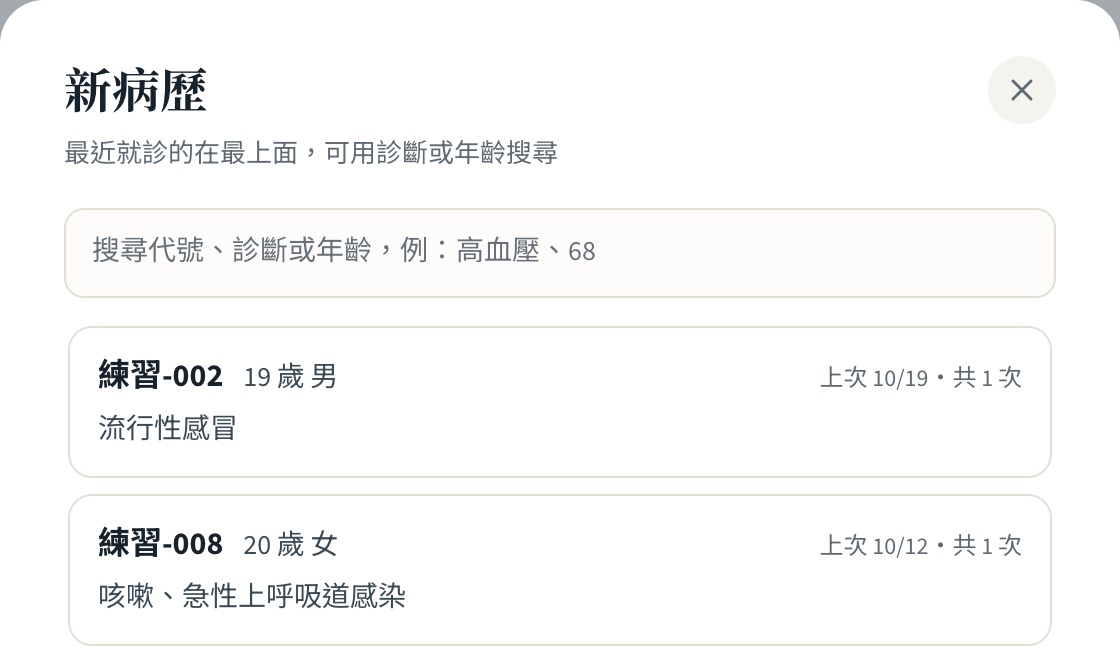 新病歷
最近就診的在最上面，可用診斷或年齡搜尋
搜尋代號、診斷或年齡，例：高血壓、68
練習-002 19 歲 男 上次 10/19・共 1 次
流行性感冒
練習-008 20 歲 女 上次 10/12・共 1 次
咳嗽、急性上呼吸道感染